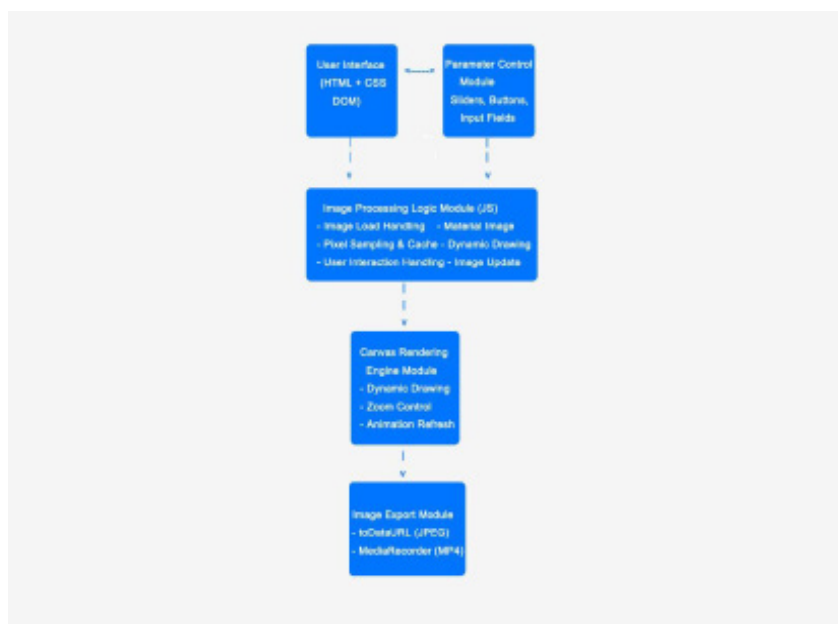 User Interface
(HTML + CSS
DOM)
Parameter Control
Module
Sliders, Buttons,
Input Fields
Image Processing Logic Module (JS)
- Image Load Handling - Material Image
- Pixel Sampling & Cache - Dynamic Drawing
- User Interaction Handling - Image Update
Canvas Rendering
Engine Module
- Dynamic Drawing
- Zoom Control
- Animation Refresh
Image Export Module
- toDataURL (JPEG)
- MediaRecorder (MP4)